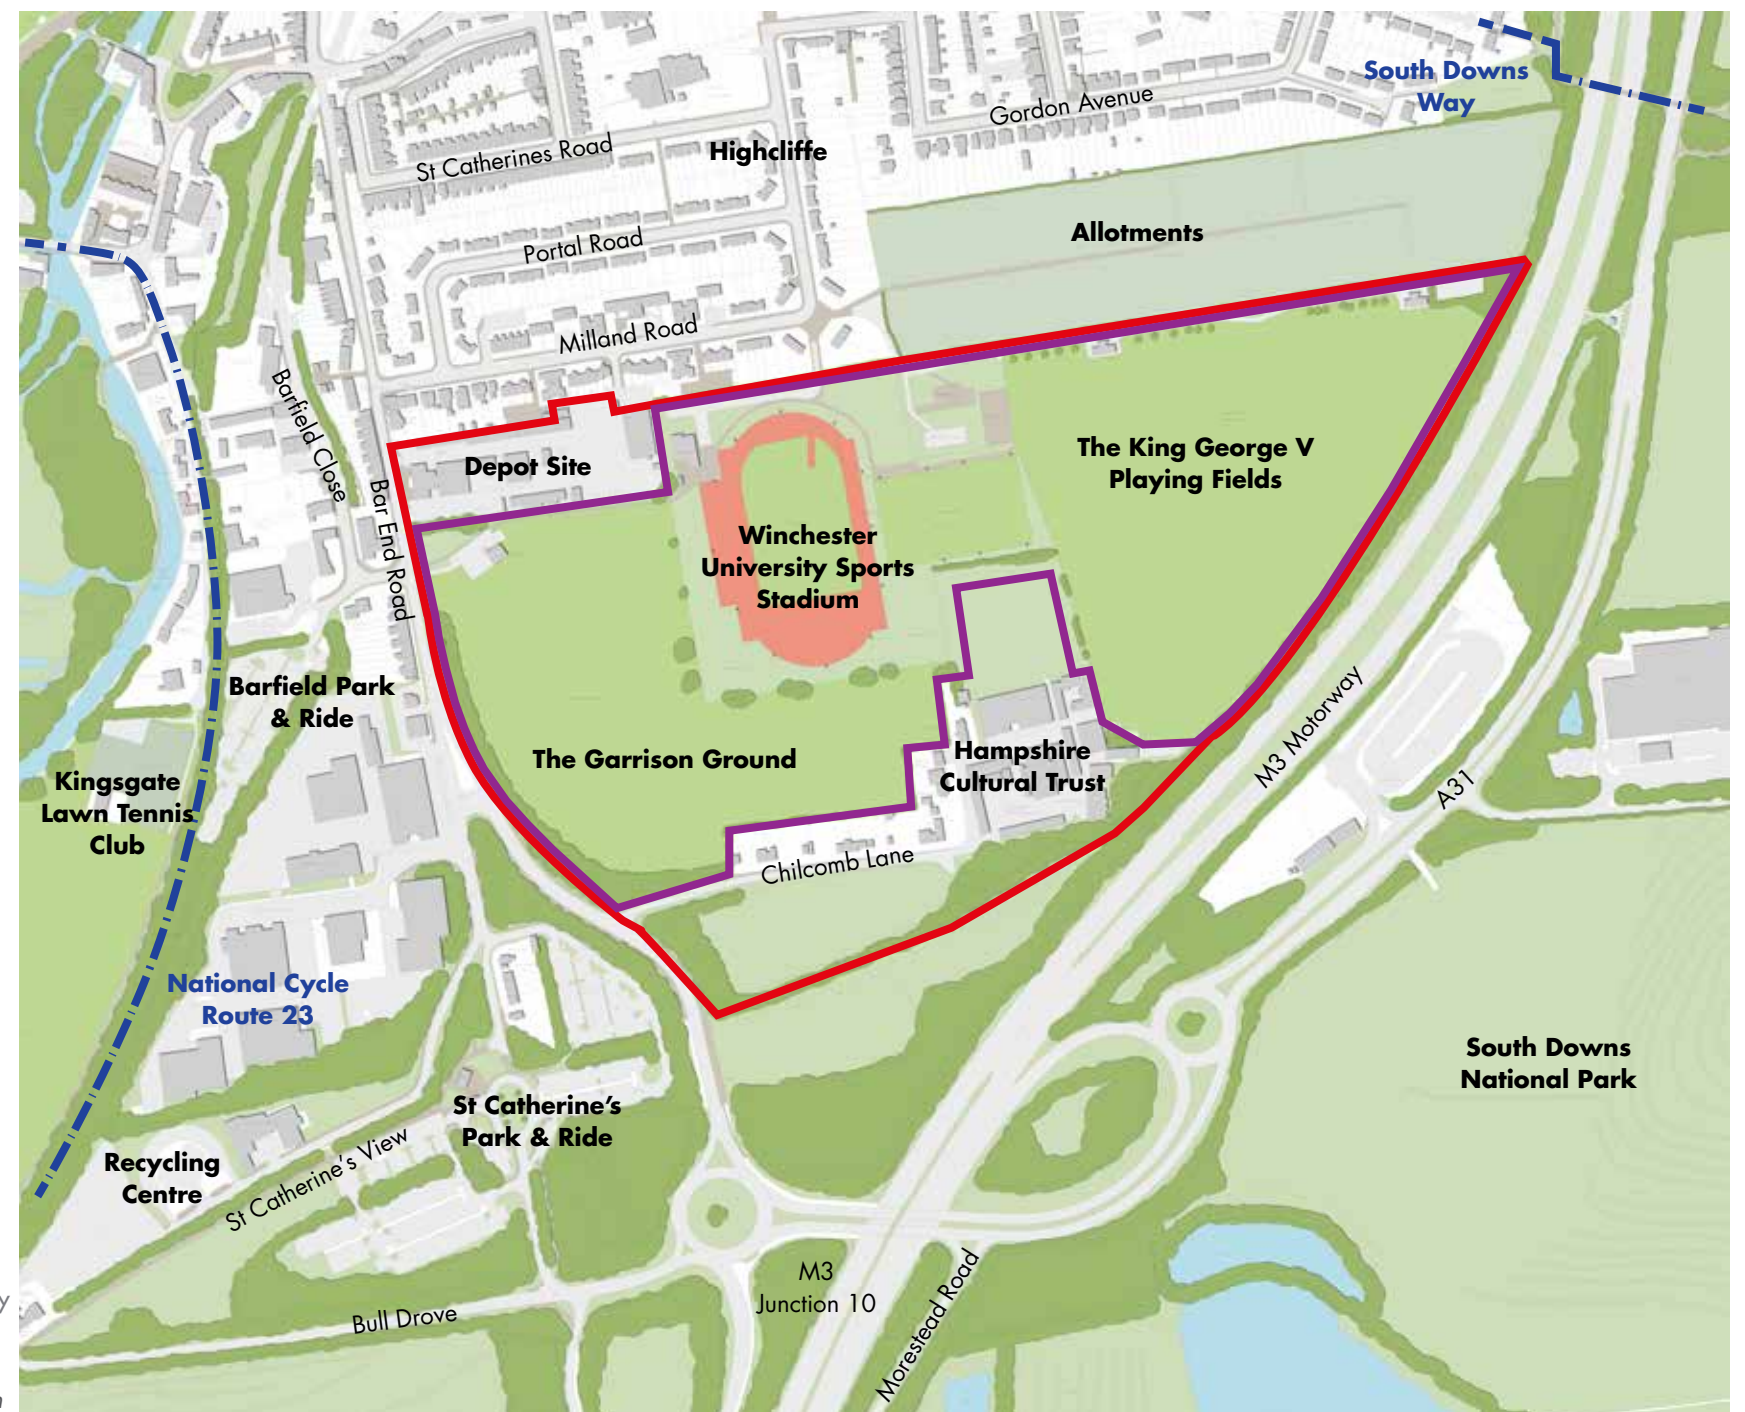 South Downs
Way
Gordon Avenue
St Catherines Road
Highcliffe
Allotments
Portal Road
Milland Road
Barfield Close
Depot Site
The King George V
Playing Fields
Bar End Road
Winchester
University Sports
Stadium
Barfield Park
& Ride
M3 Motorway
Kingsgate
Lawn Tennis
Club
The Garrison Ground
Hampshire
Cultural Trust
A31
Chilcomb Lane
National Cycle
Route 23
South Downs
National Park
St Catherine's
Park & Ride
Recycling
Centre
St Catherine's View
M3
Junction 10
Bull Drove
Morestead Road